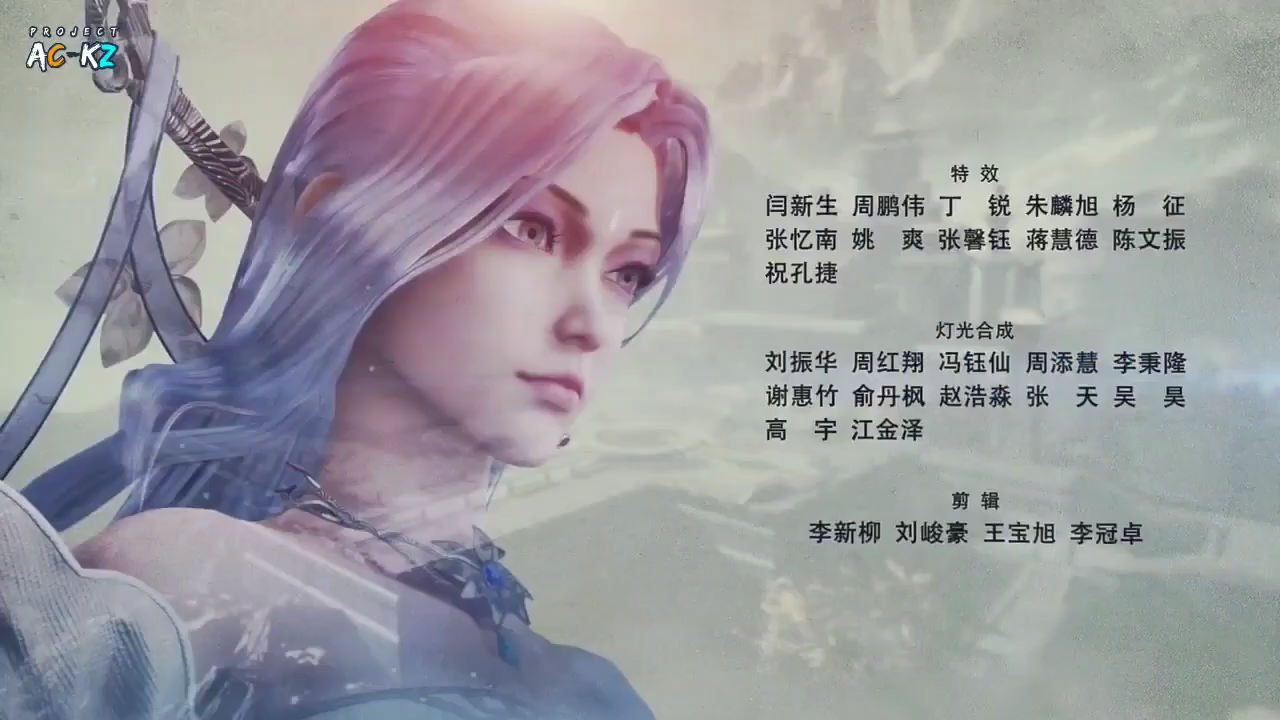 PROJECT
AC-KZ
特 效
闫新生 周鹏伟 丁　锐 朱麟旭 杨　征
张忆南 姚　爽 张馨钰 蒋慧德 陈文振
祝孔捷
灯光合成
刘振华 周红翔 冯钰仙 周添慧 李秉隆
谢惠竹 俞丹枫 赵浩淼 张　天 吴　昊
高　宇 江金泽
剪 辑
李新柳 刘峻豪 王宝旭 李冠卓